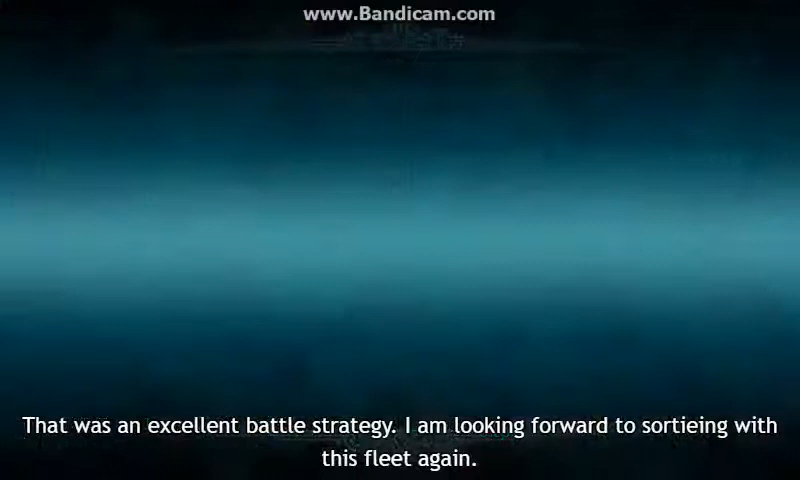 www.Bandicam.com
That was an excellent battle strategy. I am looking forward to sortieing with
this fleet again.